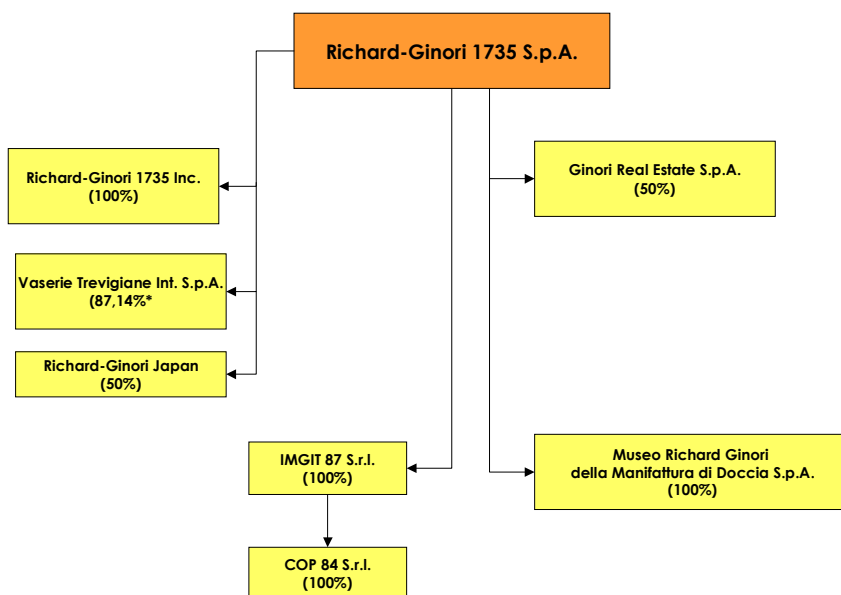 Richard-Ginori 1735 S.p.A.
Richard-Ginori 1735 Inc.
(100%)
Ginori Real Estate S.p.A.
(50%)
Vaserie Trevigiane Int. S.p.A.
(87,14%*
Richard-Ginori Japan
(50%)
IMGIT 87 S.r.l.
(100%)
Museo Richard Ginori
della Manifattura di Doccia S.p.A.
(100%)
COP 84 S.r.l.
(100%)